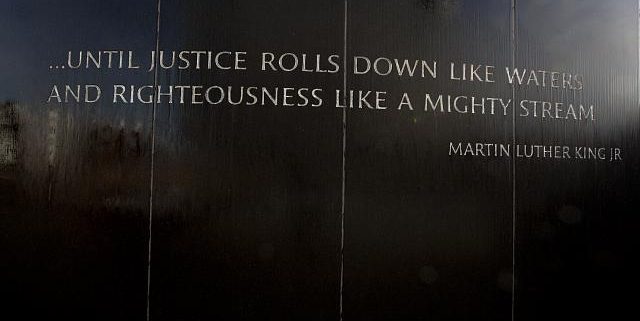 ...UNTIL JUSTICE ROLLS DOWN LIKE WATERS
AND RIGHTEOUSNESS LIKE A MIGHTY STREAM
MARTIN LUTHER KING JR